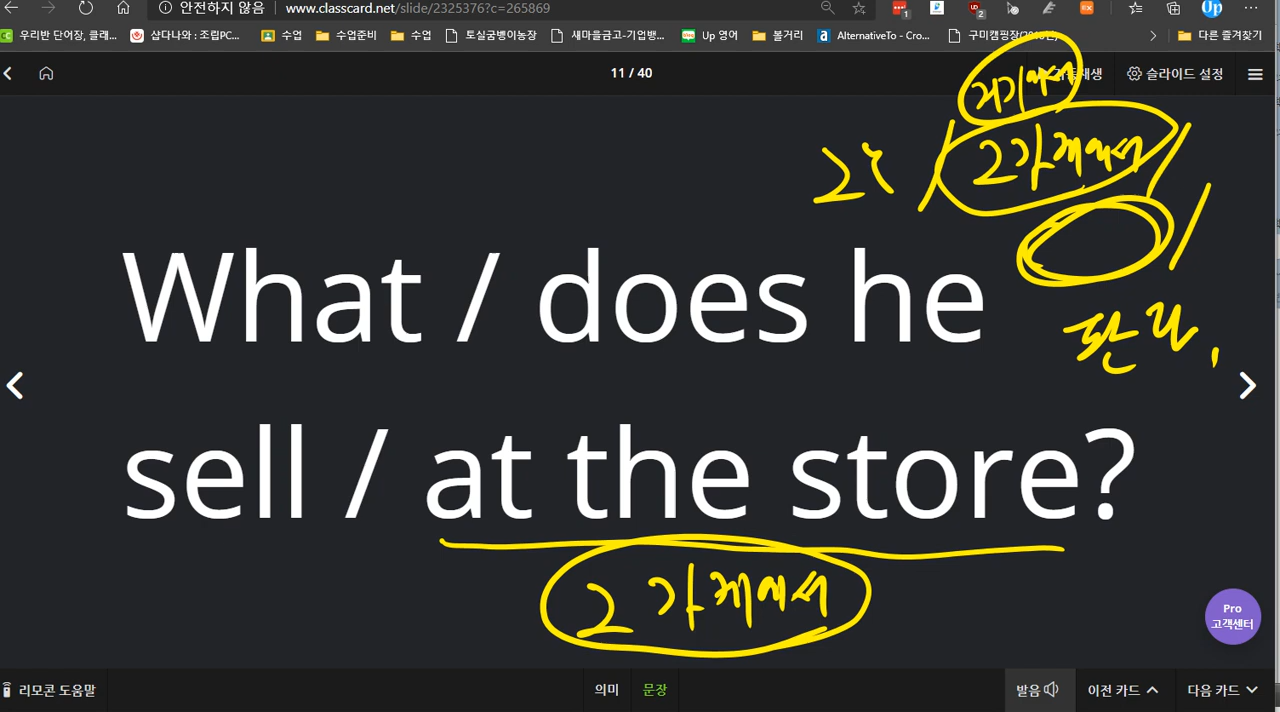 안전하지 않음 www.classcard.net/slide/2325376?c=265869
우리반 단어장, 클래... 샵다나와 : 조립PC... 수업 수업준비 수업 토실굼벵이농장 새마을금고-기업뱅... Up 영어 볼거리 AlternativeTo - Cro... 다른 즐겨찾기
11 / 40
슬라이드 설정
거기에서
그 가게에서
판다
What / does he
sell / at the store?
그 가게에서
Pro
고객센터
리모콘 도움말 의미 문장 발음 이전 카드 다음 카드